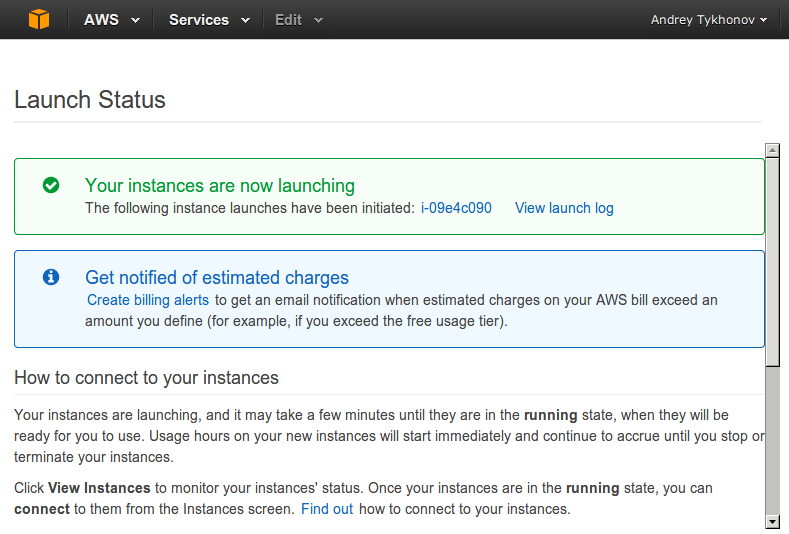 AWS Services Edit Andrey Tykhonov
Launch Status
Your instances are now launching
The following instance launches have been initiated: i-09e4c090 View launch log
Get notified of estimated charges
Create billing alerts to get an email notification when estimated charges on your AWS bill exceed an
amount you define (for example, if you exceed the free usage tier).
How to connect to your instances
Your instances are launching, and it may take a few minutes until they are in the running state, when they will be
ready for you to use. Usage hours on your new instances will start immediately and continue to accrue until you stop or
terminate your instances.
Click View Instances to monitor your instances' status. Once your instances are in the running state, you can
connect to them from the Instances screen. Find out how to connect to your instances.